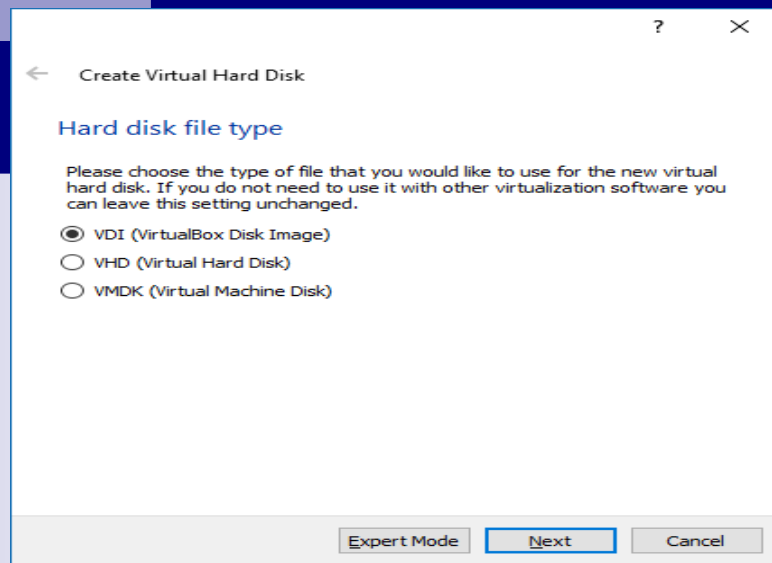 ?
Create Virtual Hard Disk
Hard disk file type
Please choose the type of file that you would like to use for the new virtual
hard disk. If you do not need to use it with other virtualization software you
can leave this setting unchanged.
VDI (VirtualBox Disk Image)
VHD (Virtual Hard Disk)
VMDK (Virtual Machine Disk)
Expert Mode Next Cancel